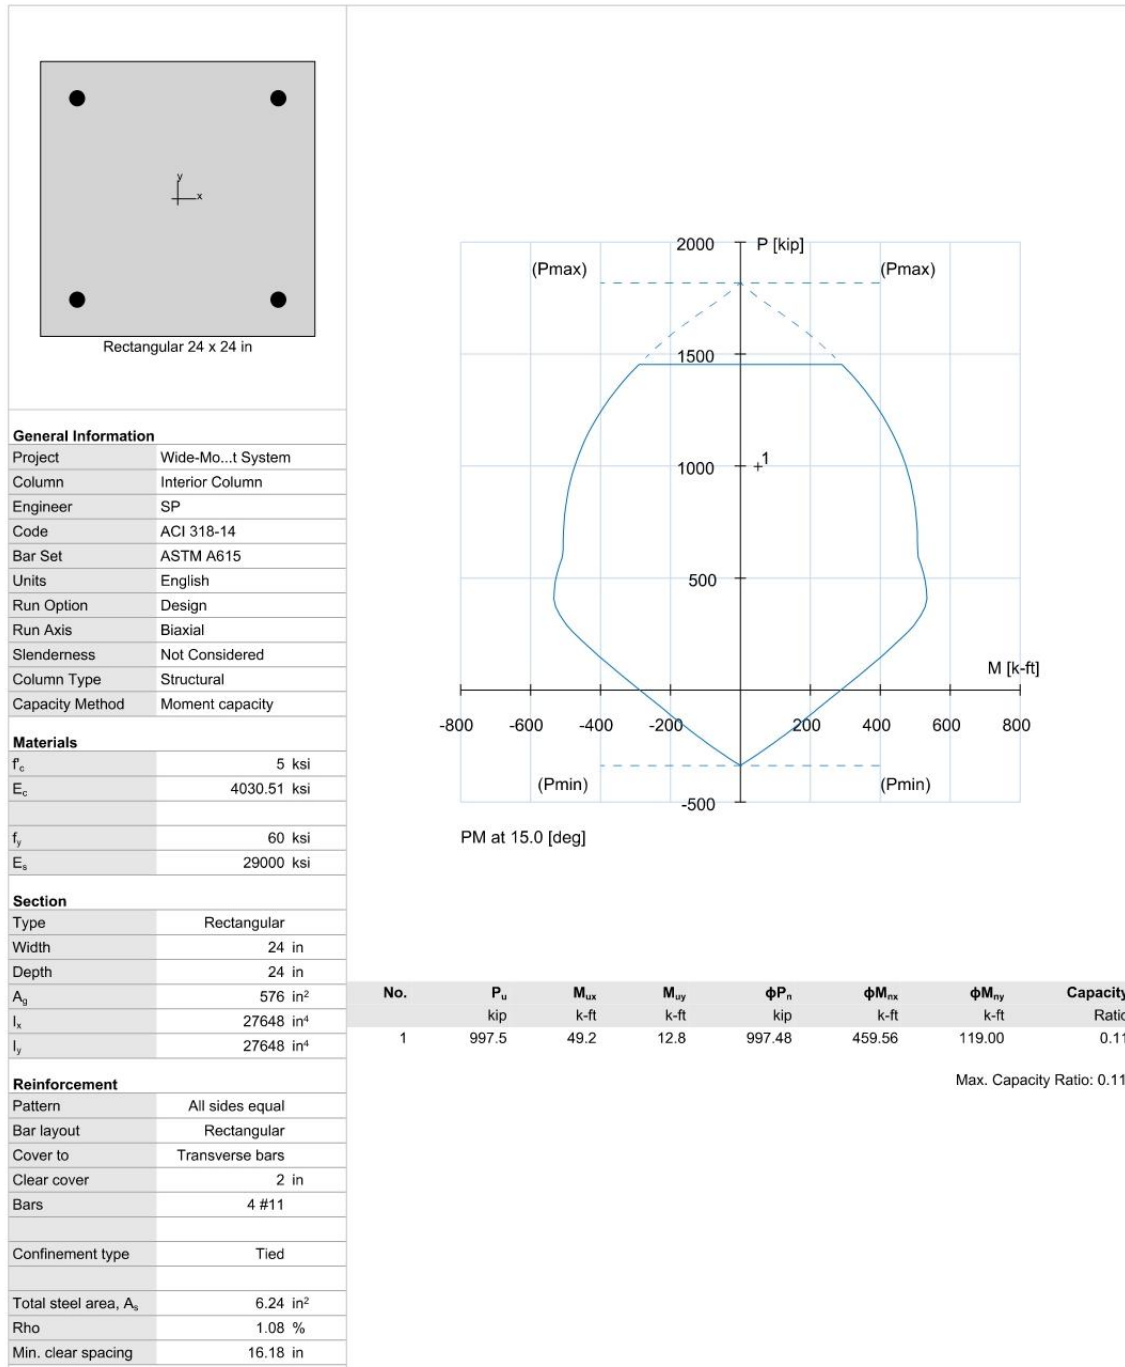 y
x
Rectangular 24 x 24 in
General Information
Project Wide-Mo...t System
Column Interior Column
Engineer SP
Code ACI 318-14
Bar Set ASTM A615
Units English
Run Option Design
Run Axis Biaxial
Slenderness Not Considered
Column Type Structural
Capacity Method Moment capacity
Materials
f'c 5 ksi
Ec 4030.51 ksi
fy 60 ksi
Es 29000 ksi
Section
Type Rectangular
Width 24 in
Depth 24 in
Ag 576 in²
Ix 27648 in⁴
Iy 27648 in⁴
Reinforcement
Pattern All sides equal
Bar layout Rectangular
Cover to Transverse bars
Clear cover 2 in
Bars 4 #11
Confinement type Tied
Total steel area, As 6.24 in²
Rho 1.08 %
Min. clear spacing 16.18 in
2000 P [kip]
(Pmax) (Pmax)
1500
1000 1
500
M [k-ft]
-800 -600 -400 -200 200 400 600 800
(Pmin) (Pmin)
-500
PM at 15.0 [deg]
No. Pu Mux Muy ϕPn ϕMnx ϕMny Capacity
kip k-ft k-ft kip k-ft k-ft Ratio
1 997.5 49.2 12.8 997.48 459.56 119.00 0.11
Max. Capacity Ratio: 0.11